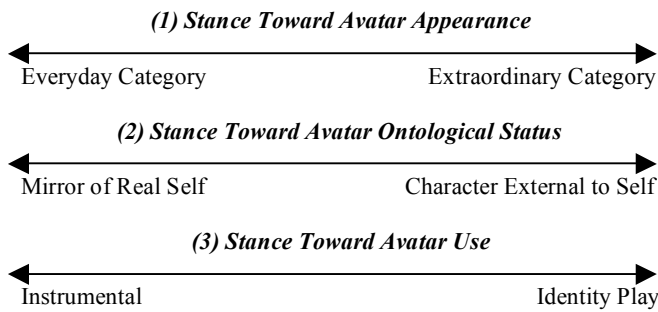 (1) Stance Toward Avatar Appearance
Everyday Category Extraordinary Category
(2) Stance Toward Avatar Ontological Status
Mirror of Real Self Character External to Self
(3) Stance Toward Avatar Use
Instrumental Identity Play